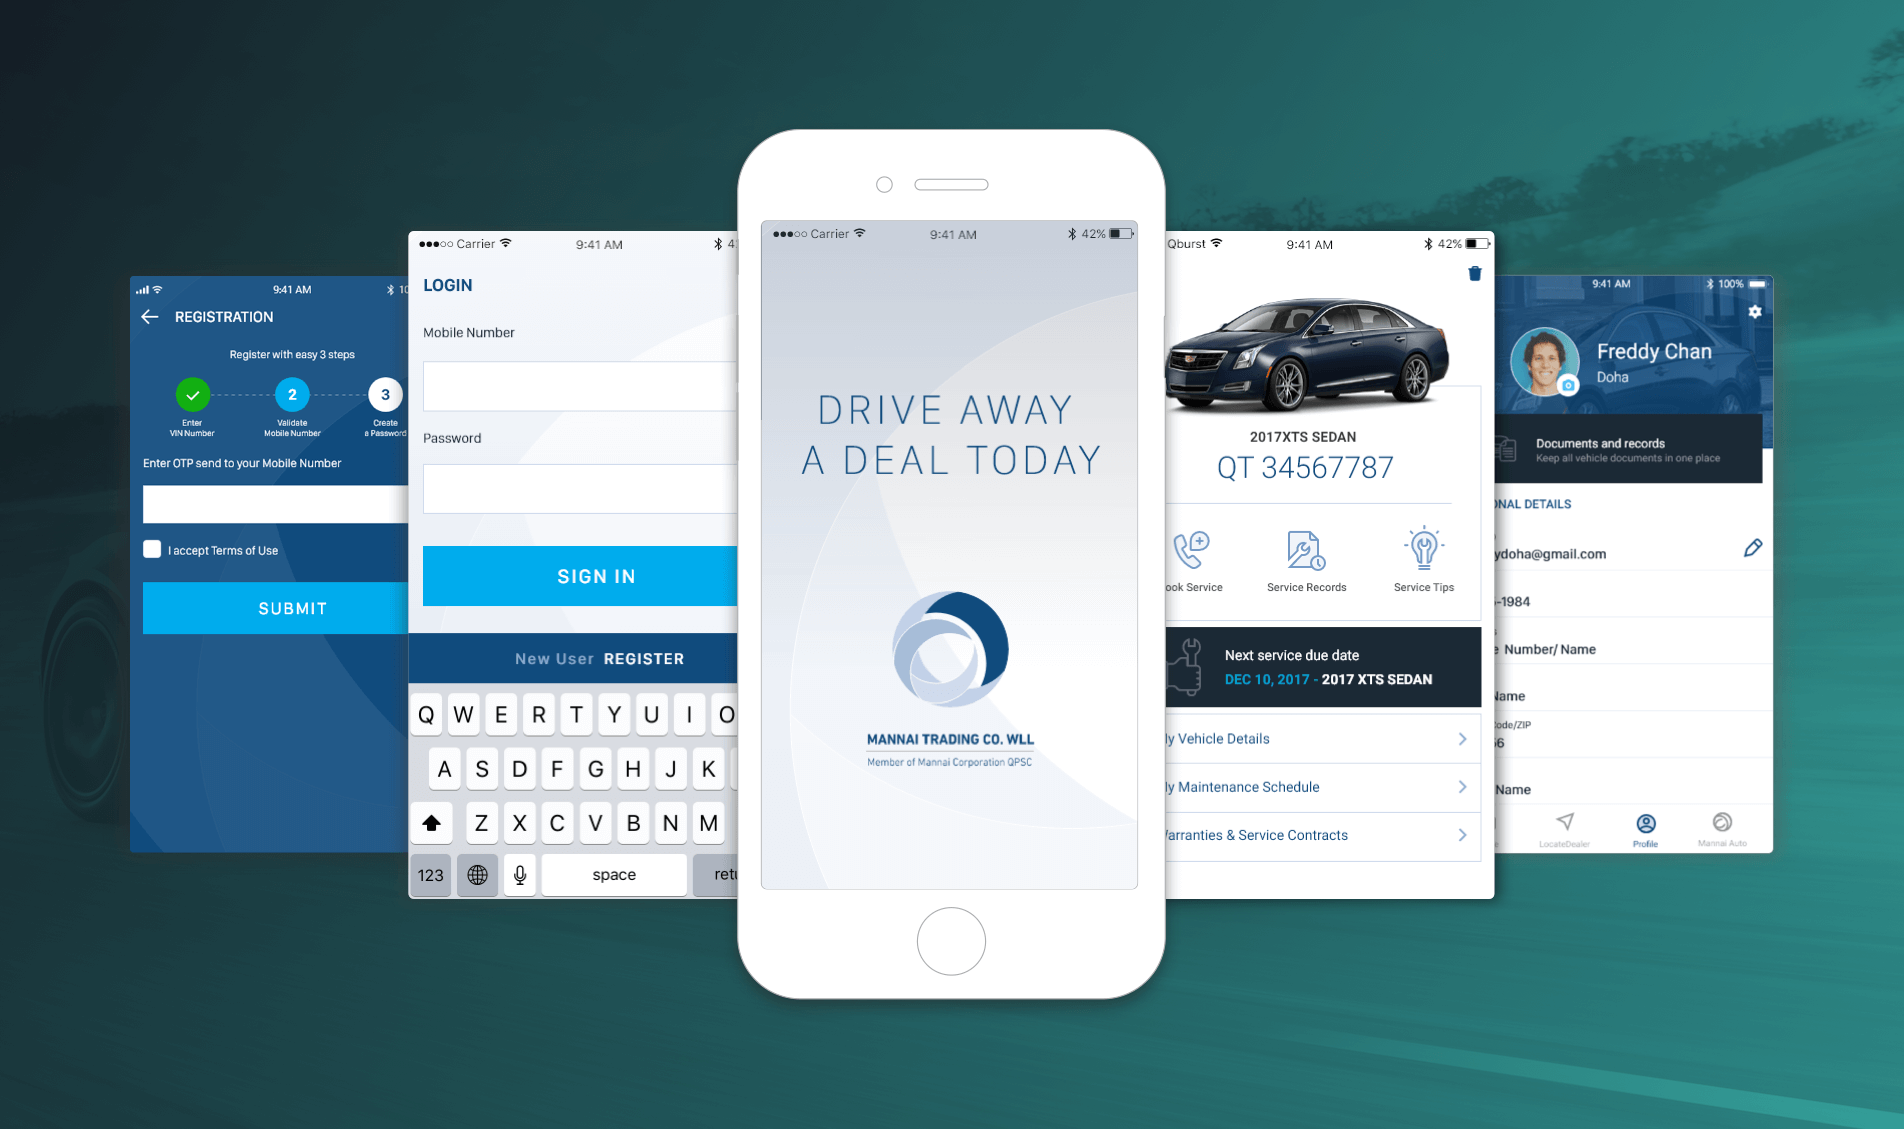 9:41 AM
REGISTRATION
Register with easy 3 steps
2
3
Enter
VIN Number
Validate
Mobile Number
Create
a Password
Enter OTP send to your Mobile Number
I accept Terms of Use
SUBMIT
Carrier
9:41 AM
LOGIN
Mobile Number
Password
SIGN IN
New User REGISTER
Q W E R T Y U I O
A S D F G H J K
Z X C V B N M
123
space
Carrier
9:41 AM
42%
DRIVE AWAY
A DEAL TODAY
MANNAI TRADING CO. WLL
Member of Mannai Corporation QPSC
Qburst
9:41 AM
42%
2017XTS SEDAN
QT 34567787
ook Service
Service Records
Service Tips
Next service due date
DEC 10, 2017 - 2017 XTS SEDAN
ly Vehicle Details
ly Maintenance Schedule
arranties & Service Contracts
9:41 AM
100%
Freddy Chan
Doha
Documents and records
Keep all vehicle documents in one place
NAL DETAILS
ydoha@gmail.com
-1984
Number/ Name
Name
ode/ZIP
6
Name
LocateDealer
Profile
Mannai Auto